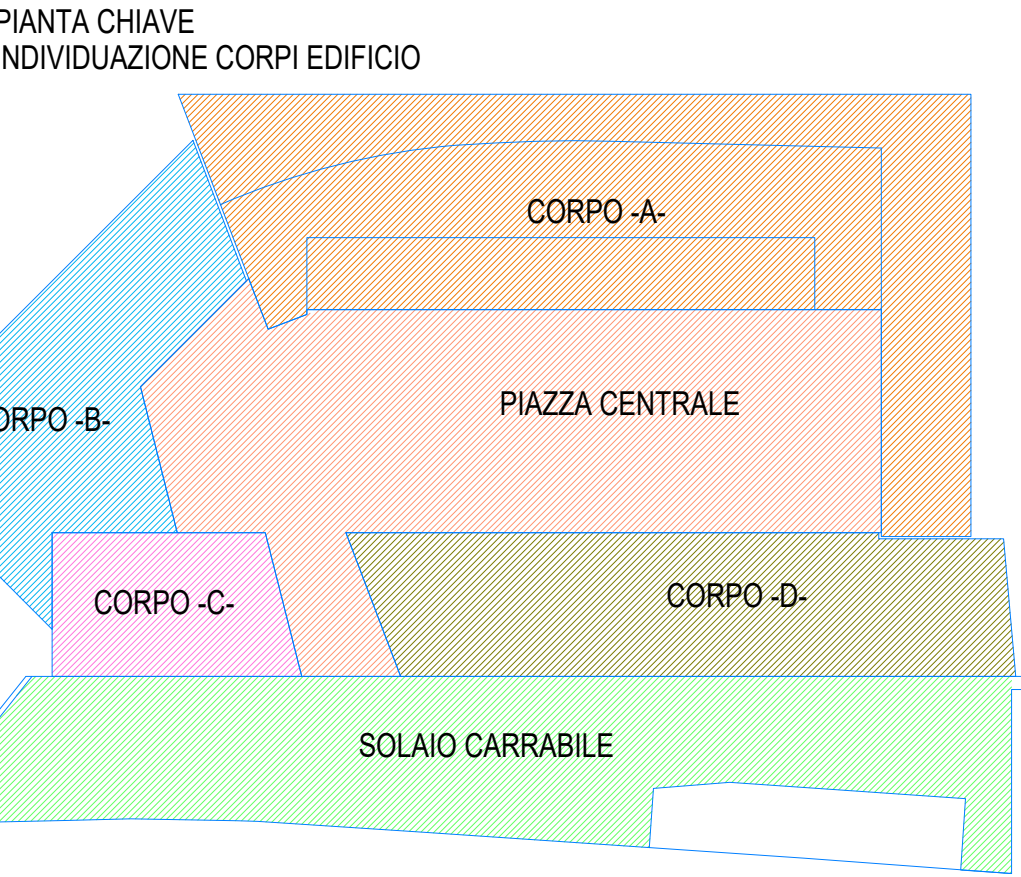 PIANTA CHIAVE
INDIVIDUAZIONE CORPI EDIFICIO
CORPO -A-
PIAZZA CENTRALE
ORPO -B-
CORPO -D-
CORPO -C-
SOLAIO CARRABILE